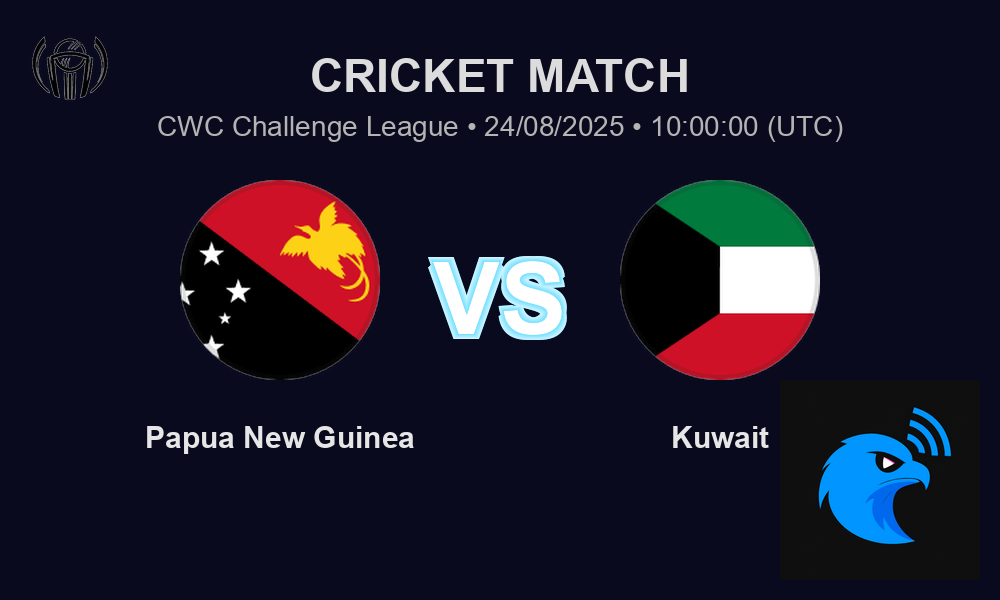 CRICKET MATCH
CWC Challenge League • 24/08/2025 • 10:00:00 (UTC)
VS
Papua New Guinea
Kuwait